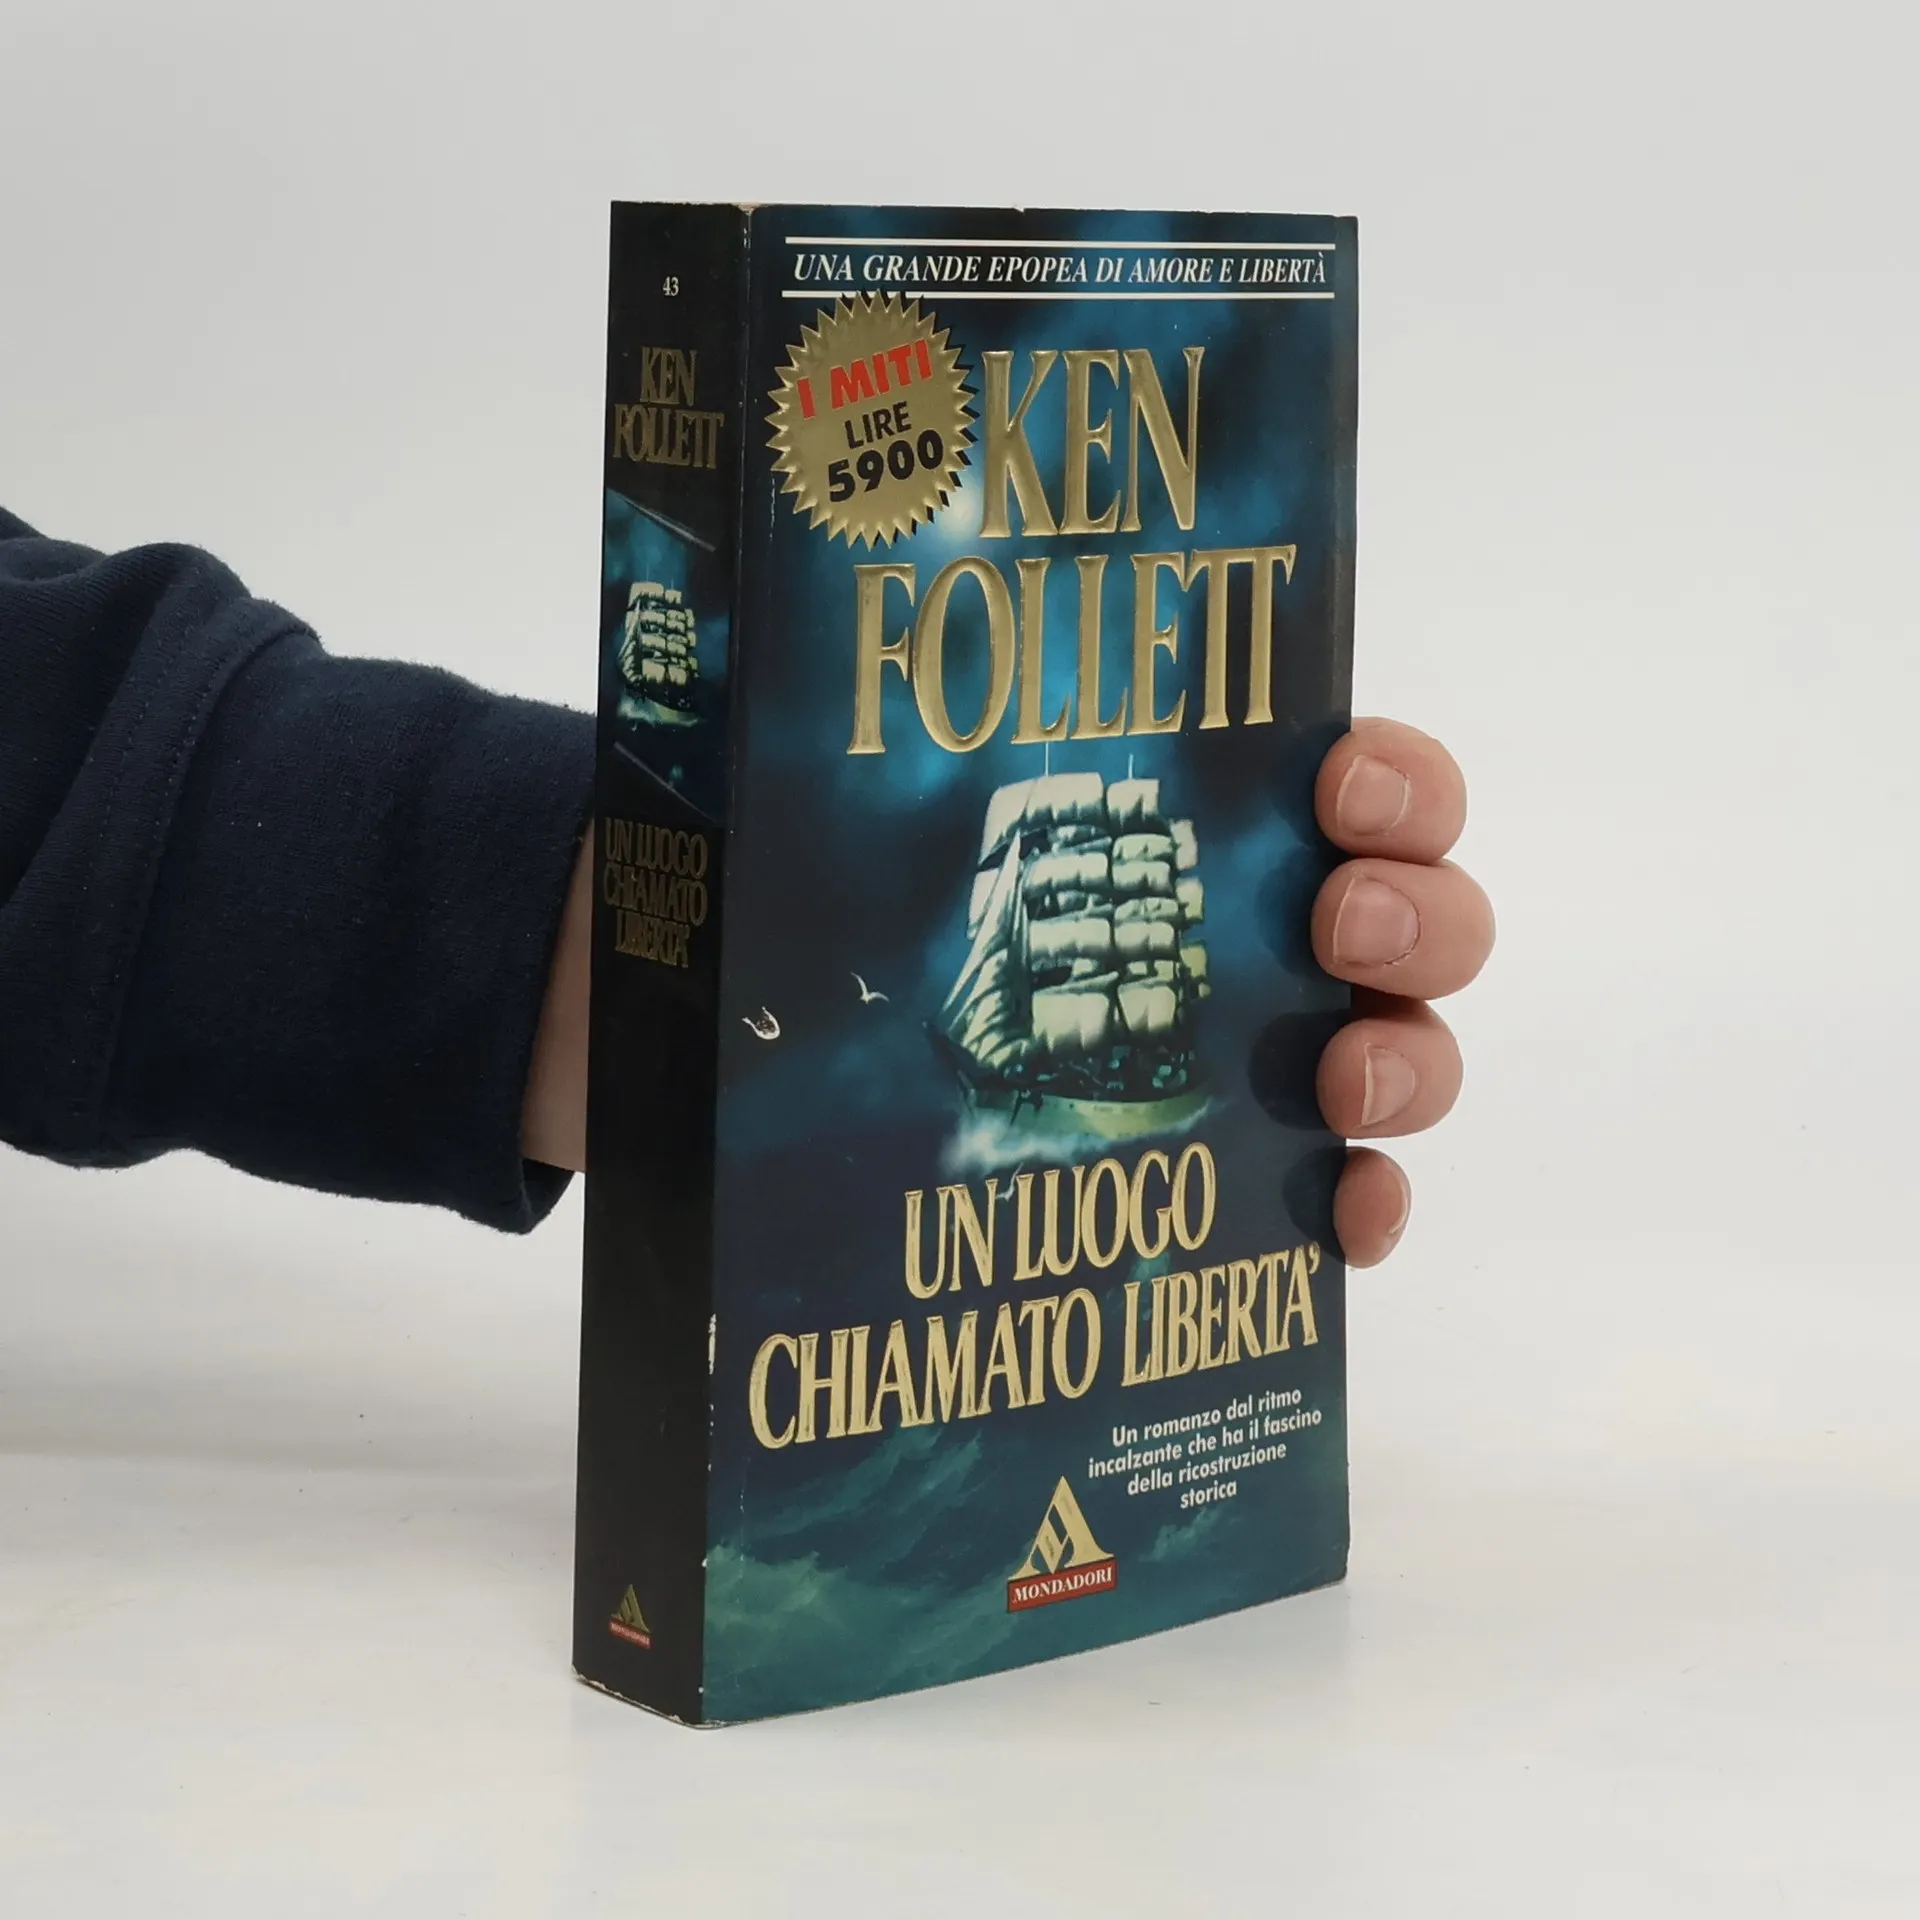 43
KEN
FOLLETT
UN LUOGO
CHIAMATO
LIBERTA'
MONDADORI
UNA GRANDE EPOPEA DI AMORE E LIBERTÀ
I MITI
LIRE
5900
KEN
FOLLETT
UN LUOGO
CHIAMATO LIBERTA'
Un romanzo dal ritmo
incalzante che ha il fascino
della ricostruzione
storica
MONDADORI